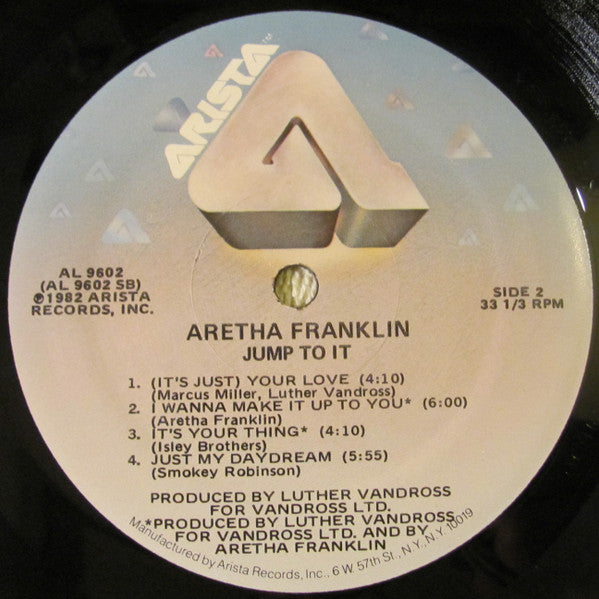 ARISTA™
AL 9602
(AL 9602 SB)
℗1982 ARISTA
RECORDS, INC.
SIDE 2
33 1/3 RPM
ARETHA FRANKLIN
JUMP TO IT
1. (IT'S JUST) YOUR LOVE (4:10)
(Marcus Miller, Luther Vandross)
2. I WANNA MAKE IT UP TO YOU* (6:00)
(Aretha Franklin)
3. IT'S YOUR THING* (4:10)
(Isley Brothers)
4. JUST MY DAYDREAM (5:55)
(Smokey Robinson)
PRODUCED BY LUTHER VANDROSS
FOR VANDROSS LTD.
*PRODUCED BY LUTHER VANDROSS
FOR VANDROSS LTD. AND BY
ARETHA FRANKLIN
Manufactured by Arista Records, Inc., 6 W. 57th St., N.Y., N.Y. 10019